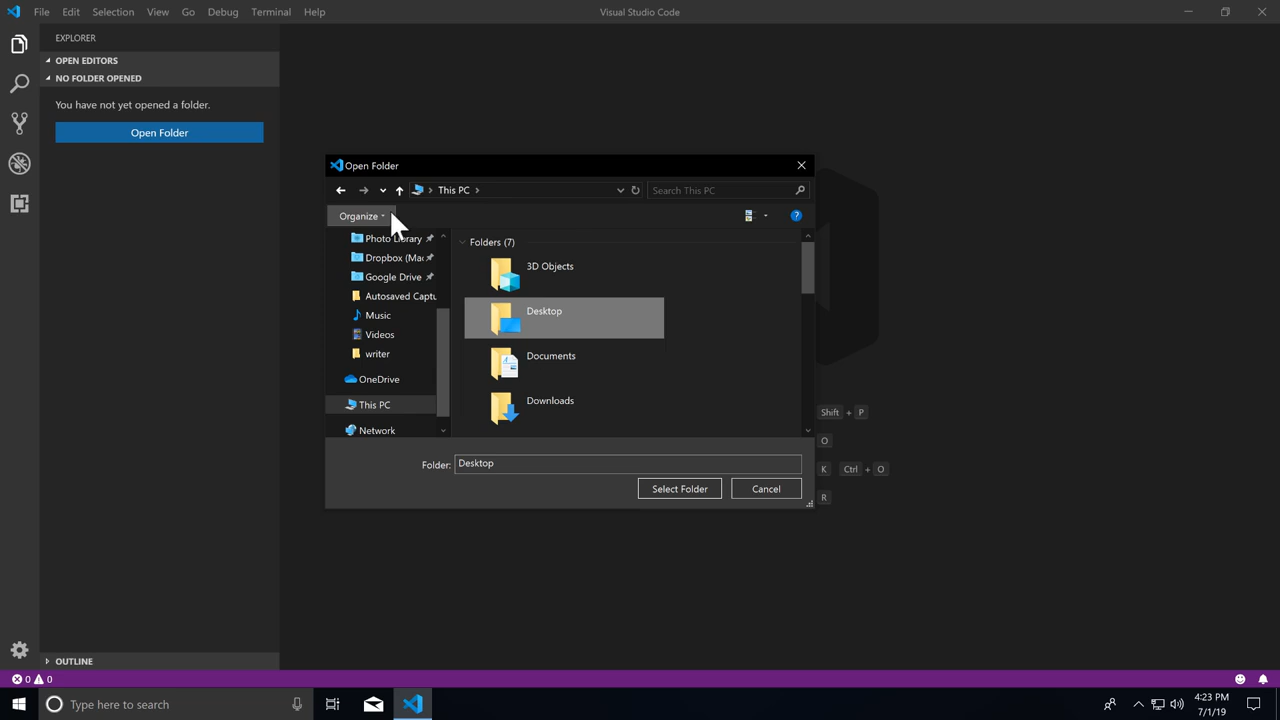 File Edit Selection View Go Debug Terminal Help
Visual Studio Code
EXPLORER
OPEN EDITORS
NO FOLDER OPENED
You have not yet opened a folder.
Open Folder
Open Folder
This PC
Search This PC
Organize
Photo Library
Dropbox (Mac
Google Drive
Autosaved Captu
Music
Videos
writer
OneDrive
This PC
Network
Folders (7)
3D Objects
Desktop
Documents
Downloads
Folder: Desktop
Select Folder Cancel
Shift + P
O
K Ctrl + O
R
OUTLINE
0 0
Type here to search
4:23 PM
7/1/19